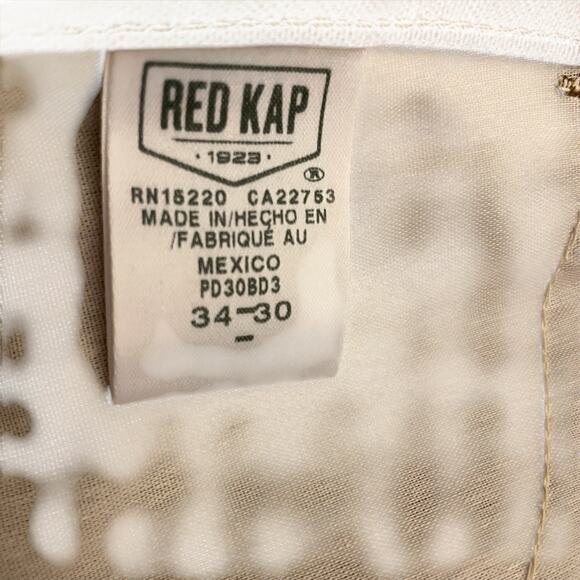 RED KAP
· 1923 ·
®
RN15220 CA22753
MADE IN/HECHO EN
/FABRIQUÉ AU
MEXICO
PD30BD3
34-30
-